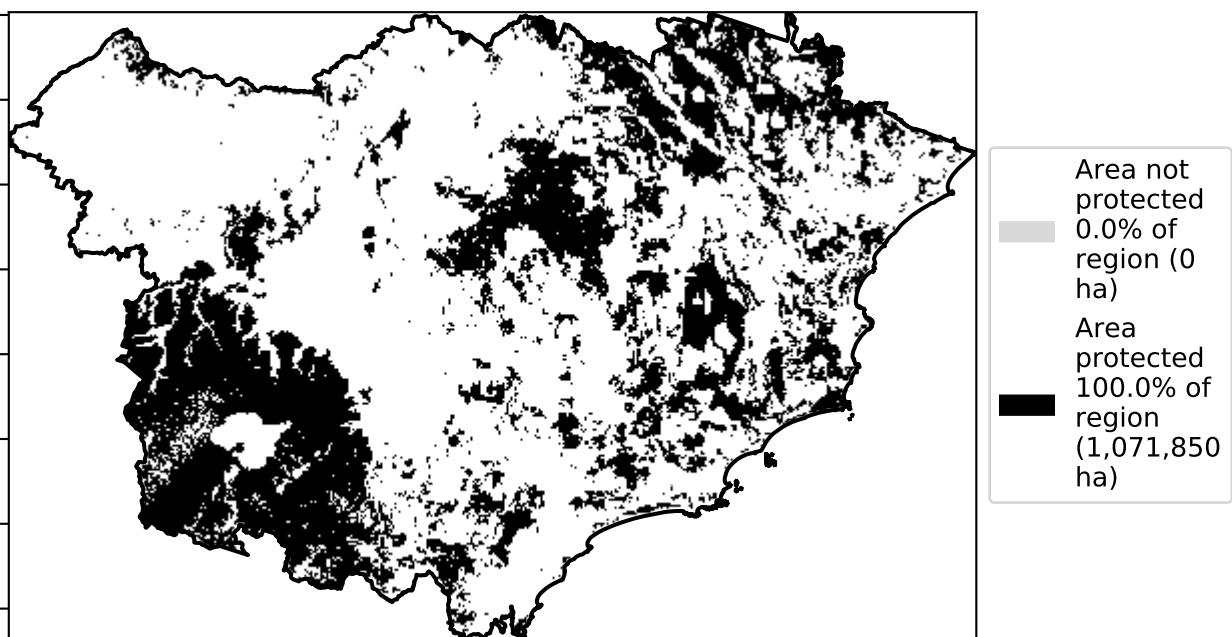 Area not
protected
0.0% of
region (0
ha)
Area
protected
100.0% of
region
(1,071,850
ha)